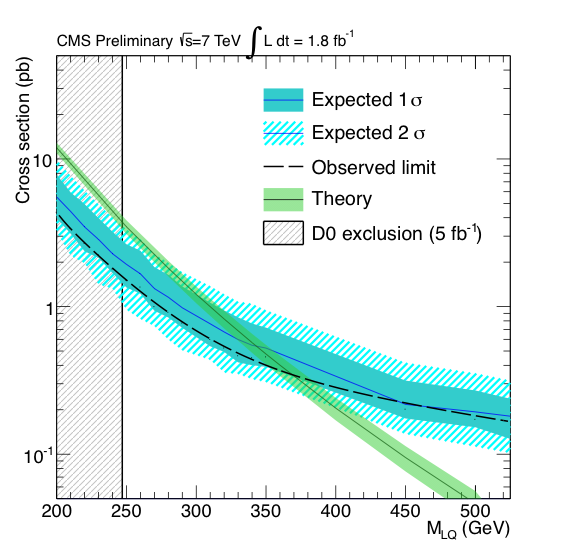 CMS Preliminary √s=7 TeV ∫ L dt = 1.8 fb⁻¹
Cross section (pb)
Expected 1 σ
Expected 2 σ
Observed limit
Theory
D0 exclusion (5 fb⁻¹)
10
1
10⁻¹
200 250 300 350 400 450 500
M_LQ (GeV)